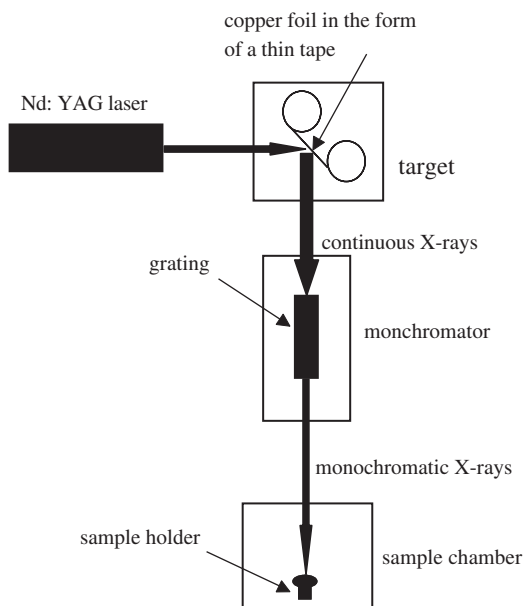 copper foil in the form
of a thin tape
Nd: YAG laser
target
continuous X-rays
grating
monchromator
monochromatic X-rays
sample holder
sample chamber